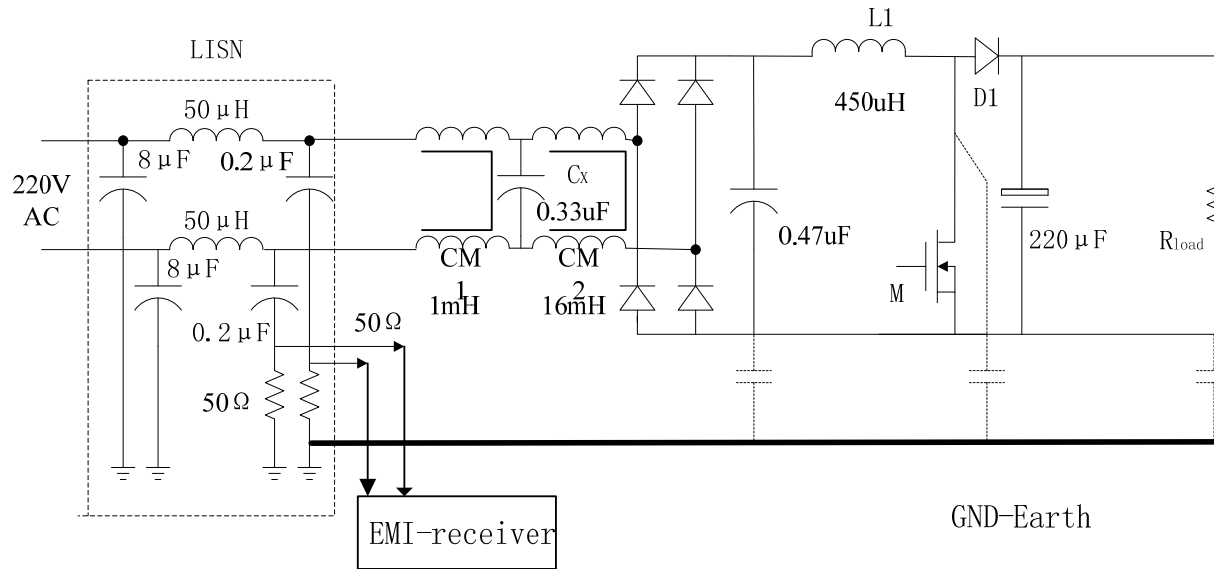 LISN
L1
50μH
450uH
D1
8μF
0.2μF
220V
AC
Cx
0.33uF
50μH
0.47uF
220μF
Rload
8μF
CM
1
1mH
CM
2
16mH
M
0.2μF
50Ω
50Ω
GND-Earth
EMI-receiver